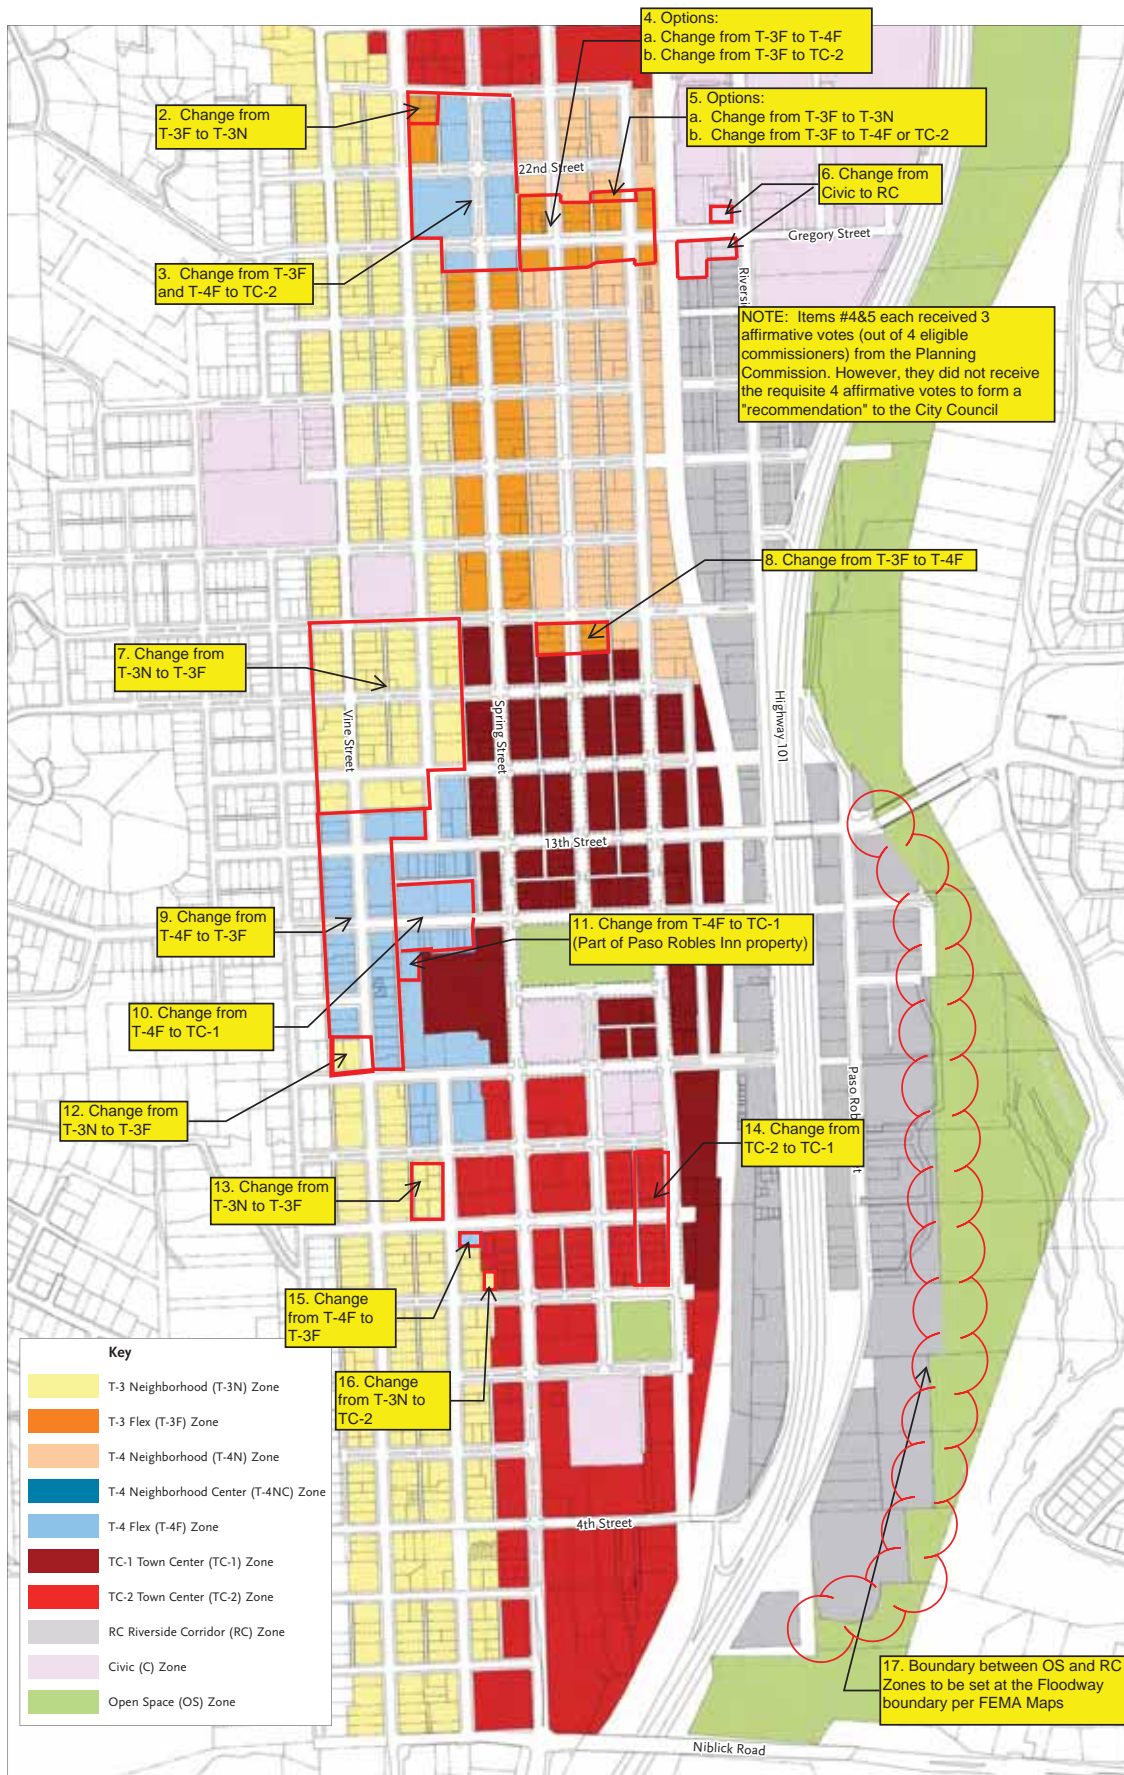 4. Options:
a. Change from T-3F to T-4F
b. Change from T-3F to TC-2
5. Options:
a. Change from T-3F to T-3N
b. Change from T-3F to T-4F or TC-2
2. Change from
T-3F to T-3N
22nd Street
6. Change from
Civic to RC
Gregory Street
3. Change from T-3F
and T-4F to TC-2
NOTE: Items #4&5 each received 3
affirmative votes (out of 4 eligible
commissioners) from the Planning
Commission. However, they did not receive
the requisite 4 affirmative votes to form a
"recommendation" to the City Council
8. Change from T-3F to T-4F
7. Change from
T-3N to T-3F
Vine Street
Spring Street
Highway 101
13th Street
9. Change from
T-4F to T-3F
11. Change from T-4F to TC-1
(Part of Paso Robles Inn property)
10. Change from
T-4F to TC-1
12. Change from
T-3N to T-3F
14. Change from
TC-2 to TC-1
13. Change from
T-3N to T-3F
15. Change
from T-4F to
T-3F
16. Change
from T-3N to
TC-2
Key
T-3 Neighborhood (T-3N) Zone
T-3 Flex (T-3F) Zone
T-4 Neighborhood (T-4N) Zone
T-4 Neighborhood Center (T-4NC) Zone
T-4 Flex (T-4F) Zone
TC-1 Town Center (TC-1) Zone
TC-2 Town Center (TC-2) Zone
RC Riverside Corridor (RC) Zone
Civic (C) Zone
Open Space (OS) Zone
4th Street
17. Boundary between OS and RC
Zones to be set at the Floodway
boundary per FEMA Maps
Niblick Road